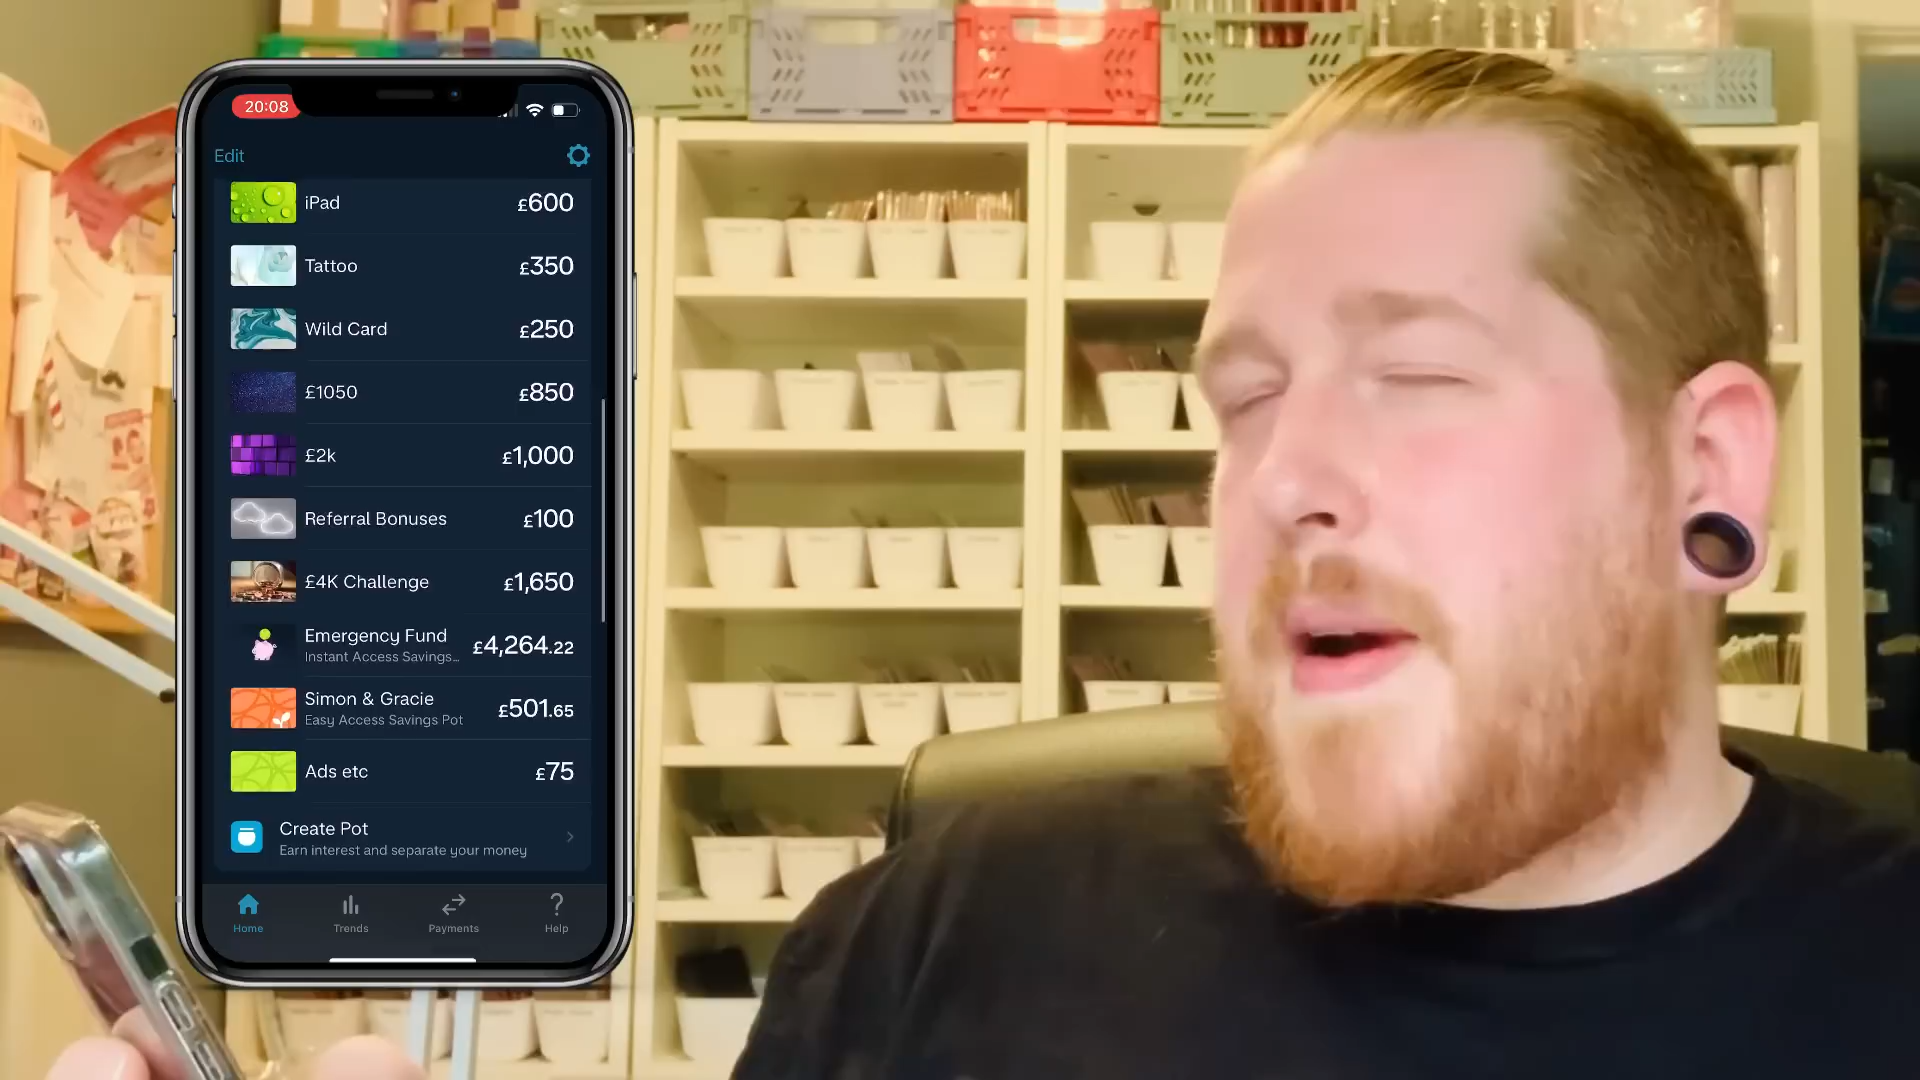 20:08
Edit
iPad £600
Tattoo £350
Wild Card £250
£1050 £850
£2k £1,000
Referral Bonuses £100
£4K Challenge £1,650
Emergency Fund £4,264.22
Instant Access Savings...
Simon & Gracie £501.65
Easy Access Savings Pot
Ads etc £75
Create Pot
Earn interest and separate your money
Home Trends Payments Help